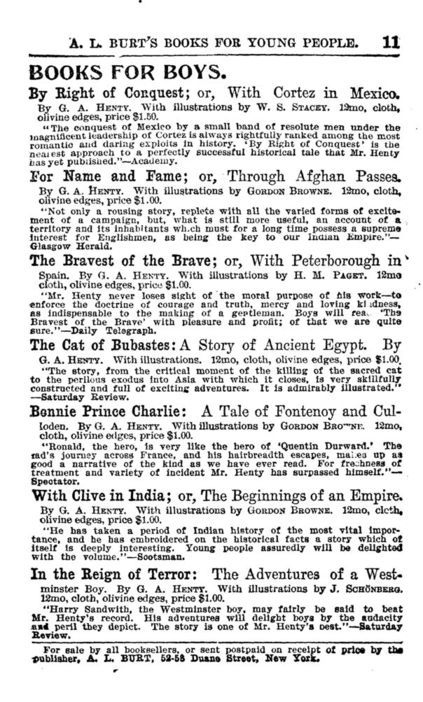 A. L. BURT'S BOOKS FOR YOUNG PEOPLE. 11
BOOKS FOR BOYS.
By Right of Conquest; or, With Cortez in Mexico.
By G. A. HENTY. With illustrations by W. S. STACEY. 12mo, cloth,
olivine edges, price $1.50.
"The conquest of Mexico by a small band of resolute men under the
magnificent leadership of Cortez is always rightfully ranked among the most
romantic and daring exploits in history. 'By Right of Conquest' is the
nearest approach to a perfectly successful historical tale that Mr. Henty
has yet published."—Academy.
For Name and Fame; or, Through Afghan Passes.
By G. A. HENTY. With illustrations by GORDON BROWNE. 12mo, cloth,
olivine edges, price $1.00.
"Not only a rousing story, replete with all the varied forms of excite-
ment of a campaign, but, what is still more useful, an account of a
territory and its inhabitants which must for a long time possess a supreme
interest for Englishmen, as being the key to our Indian Empire."—
Glasgow Herald.
The Bravest of the Brave; or, With Peterborough in
Spain. By G. A. HENTY. With illustrations by H. M. PAGET. 12mo
cloth, olivine edges, price $1.00.
"Mr. Henty never loses sight of the moral purpose of his work—to
enforce the doctrine of courage and truth, mercy and loving kindness,
as indispensable to the making of a gentleman. Boys will read 'The
Bravest of the Brave' with pleasure and profit; of that we are quite
sure."—Daily Telegraph.
The Cat of Bubastes: A Story of Ancient Egypt. By
G. A. HENTY. With illustrations. 12mo, cloth, olivine edges, price $1.00.
"The story, from the critical moment of the killing of the sacred cat
to the perilous exodus into Asia with which it closes, is very skillfully
constructed and full of exciting adventures. It is admirably illustrated."
—Saturday Review.
Bonnie Prince Charlie: A Tale of Fontenoy and Cul-
loden. By G. A. HENTY. With illustrations by GORDON BROWNE. 12mo,
cloth, olivine edges, price $1.00.
"Ronald, the hero, is very like the hero of 'Quentin Durward.' The
lad's journey across France, and his hairbreadth escapes, makes up as
good a narrative of the kind as we have ever read. For freshness of
treatment and variety of incident Mr. Henty has surpassed himself."—
Spectator.
With Clive in India; or, The Beginnings of an Empire.
By G. A. HENTY. With illustrations by GORDON BROWNE. 12mo, cloth,
olivine edges, price $1.00.
"He has taken a period of Indian history of the most vital impor-
tance, and he has embroidered on the historical facts a story which of
itself is deeply interesting. Young people assuredly will be delighted
with the volume."—Scotsman.
In the Reign of Terror: The Adventures of a West-
minster Boy. By G. A. HENTY. With illustrations by J. SCHÖNBERG.
12mo, cloth, olivine edges, price $1.00.
"Harry Sandwith, the Westminster boy, may fairly be said to beat
Mr. Henty's record. His adventures will delight boys by the audacity
and peril they depict. The story is one of Mr. Henty's best."—Saturday
Review.
For sale by all booksellers, or sent postpaid on receipt of price by the
publisher, A. L. BURT, 52-58 Duane Street, New York.